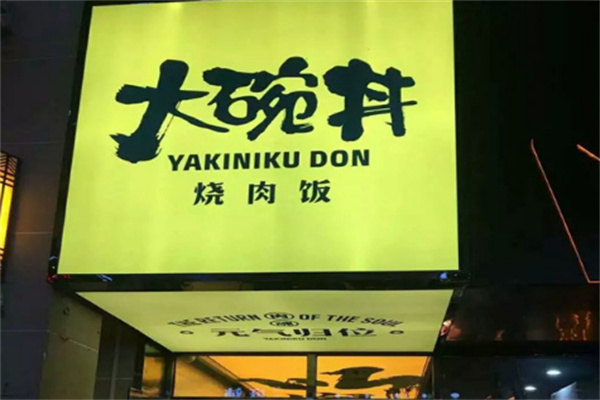 大碗丼
YAKINIKU DON
烧肉饭
THE RETURN OF THE SOUL
元气归位
YAKINIKU DON